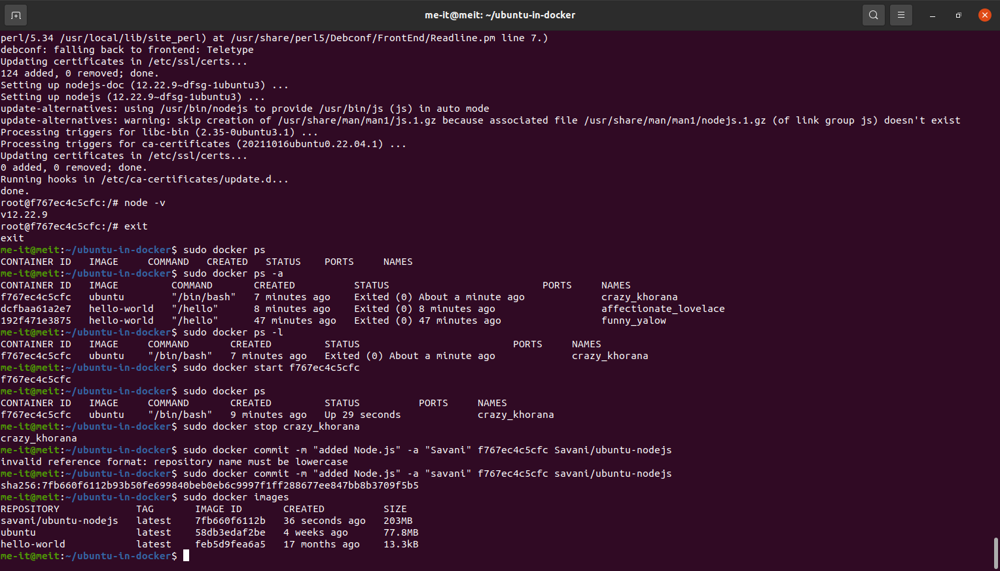 me-it@meit: ~/ubuntu-in-docker
perl/5.34 /usr/local/lib/site_perl) at /usr/share/perl5/Debconf/FrontEnd/Readline.pm line 7.)
debconf: falling back to frontend: Teletype
Updating certificates in /etc/ssl/certs...
124 added, 0 removed; done.
Setting up nodejs-doc (12.22.9~dfsg-1ubuntu3) ...
Setting up nodejs (12.22.9~dfsg-1ubuntu3) ...
update-alternatives: using /usr/bin/nodejs to provide /usr/bin/js (js) in auto mode
update-alternatives: warning: skip creation of /usr/share/man/man1/js.1.gz because associated file /usr/share/man/man1/nodejs.1.gz (of link group js) doesn't exist
Processing triggers for libc-bin (2.35-0ubuntu3.1) ...
Processing triggers for ca-certificates (20211016ubuntu0.22.04.1) ...
Updating certificates in /etc/ssl/certs...
0 added, 0 removed; done.
Running hooks in /etc/ca-certificates/update.d...
done.
root@f767ec4c5cfc:/# node -v
v12.22.9
root@f767ec4c5cfc:/# exit
exit
me-it@meit:~/ubuntu-in-docker$ sudo docker ps
CONTAINER ID   IMAGE     COMMAND   CREATED   STATUS    PORTS     NAMES
me-it@meit:~/ubuntu-in-docker$ sudo docker ps -a
CONTAINER ID   IMAGE         COMMAND       CREATED          STATUS                          PORTS     NAMES
f767ec4c5cfc   ubuntu        "/bin/bash"   7 minutes ago    Exited (0) About a minute ago             crazy_khorana
dcfbaa61a2e7   hello-world   "/hello"      8 minutes ago    Exited (0) 8 minutes ago                  affectionate_lovelace
192f471e3875   hello-world   "/hello"      47 minutes ago   Exited (0) 47 minutes ago                 funny_yalow
me-it@meit:~/ubuntu-in-docker$ sudo docker ps -l
CONTAINER ID   IMAGE     COMMAND       CREATED         STATUS                          PORTS     NAMES
f767ec4c5cfc   ubuntu    "/bin/bash"   7 minutes ago   Exited (0) About a minute ago             crazy_khorana
me-it@meit:~/ubuntu-in-docker$ sudo docker start f767ec4c5cfc
f767ec4c5cfc
me-it@meit:~/ubuntu-in-docker$ sudo docker ps
CONTAINER ID   IMAGE     COMMAND       CREATED         STATUS          PORTS     NAMES
f767ec4c5cfc   ubuntu    "/bin/bash"   9 minutes ago   Up 29 seconds             crazy_khorana
me-it@meit:~/ubuntu-in-docker$ sudo docker stop crazy_khorana
crazy_khorana
me-it@meit:~/ubuntu-in-docker$ sudo docker commit -m "added Node.js" -a "Savani" f767ec4c5cfc Savani/ubuntu-nodejs
invalid reference format: repository name must be lowercase
me-it@meit:~/ubuntu-in-docker$ sudo docker commit -m "added Node.js" -a "savani" f767ec4c5cfc savani/ubuntu-nodejs
sha256:7fb660f6112b93b50fe699840beb0eb6c9997f1ff288677ee847bb8b3709f5b5
me-it@meit:~/ubuntu-in-docker$ sudo docker images
REPOSITORY             TAG       IMAGE ID       CREATED          SIZE
savani/ubuntu-nodejs   latest    7fb660f6112b   36 seconds ago   203MB
ubuntu                 latest    58db3edaf2be   4 weeks ago      77.8MB
hello-world            latest    feb5d9fea6a5   17 months ago    13.3kB
me-it@meit:~/ubuntu-in-docker$